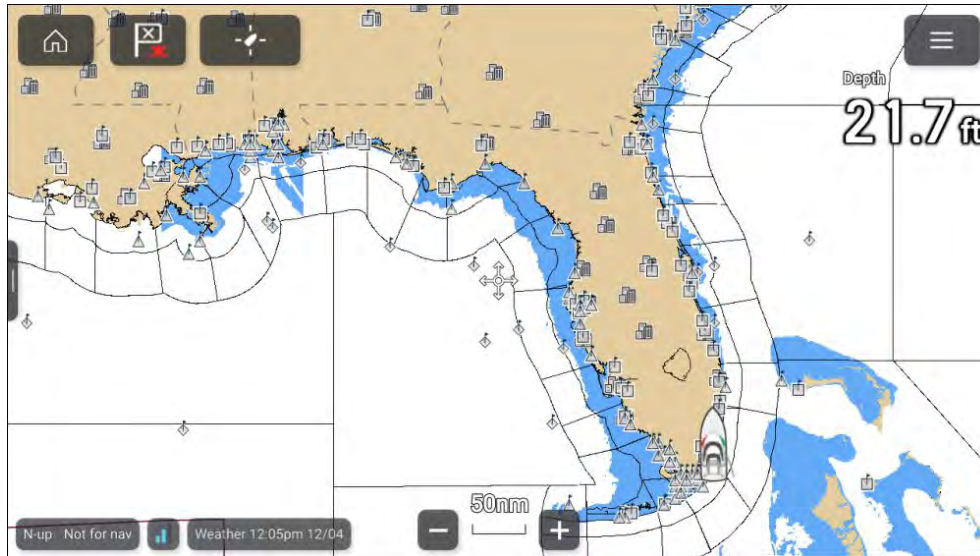 Depth
21.7 ft
50nm
N-up Not for nav
Weather 12:05pm 12/04